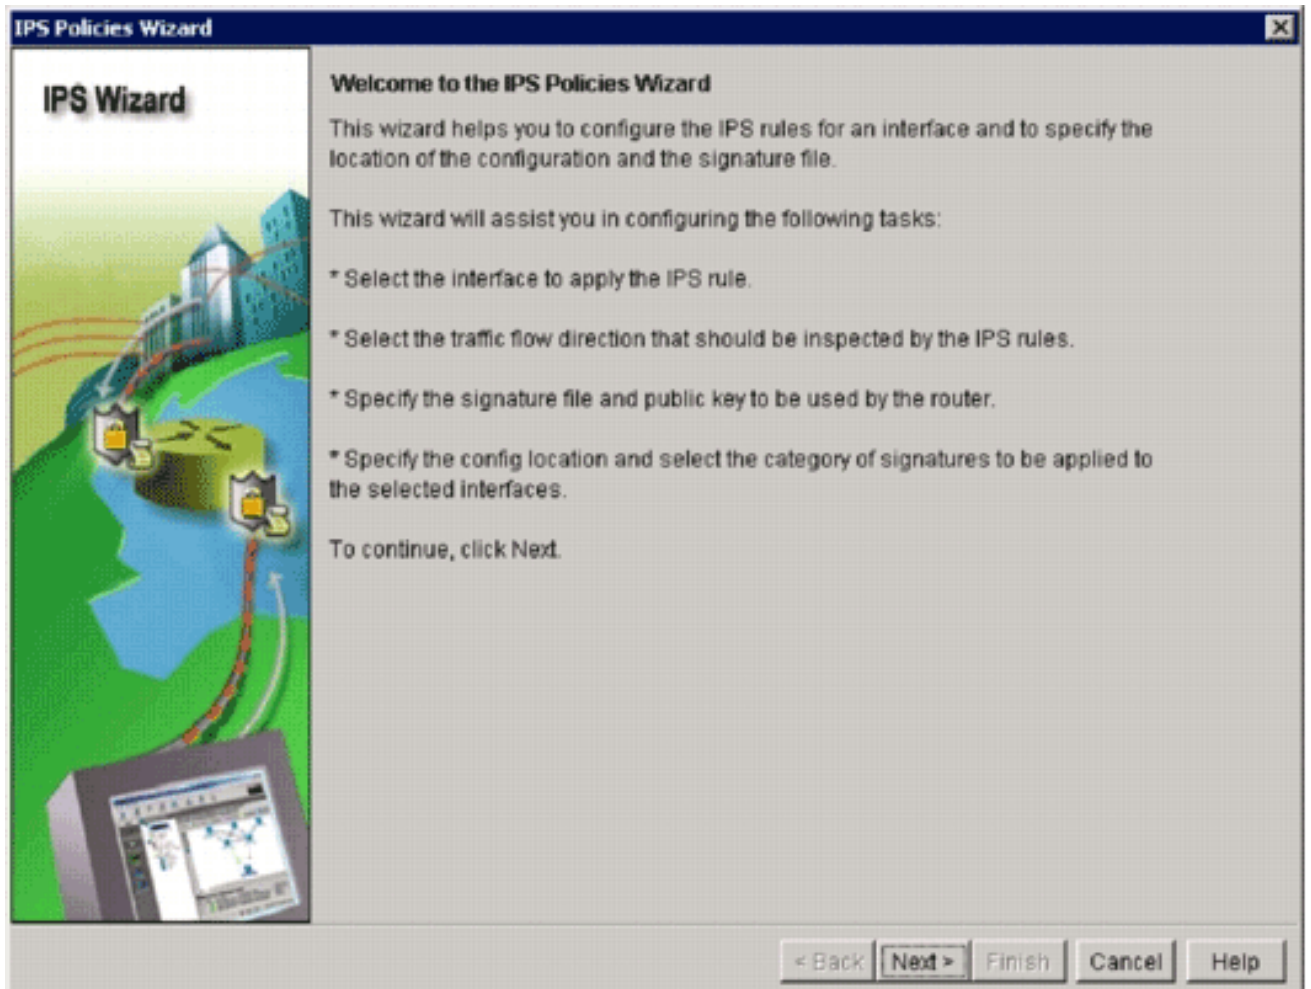 IPS Policies Wizard
IPS Wizard
Welcome to the IPS Policies Wizard
This wizard helps you to configure the IPS rules for an interface and to specify the
location of the configuration and the signature file.
This wizard will assist you in configuring the following tasks:
* Select the interface to apply the IPS rule.
* Select the traffic flow direction that should be inspected by the IPS rules.
* Specify the signature file and public key to be used by the router.
* Specify the config location and select the category of signatures to be applied to
the selected interfaces.
To continue, click Next.
< Back Next > Finish Cancel Help